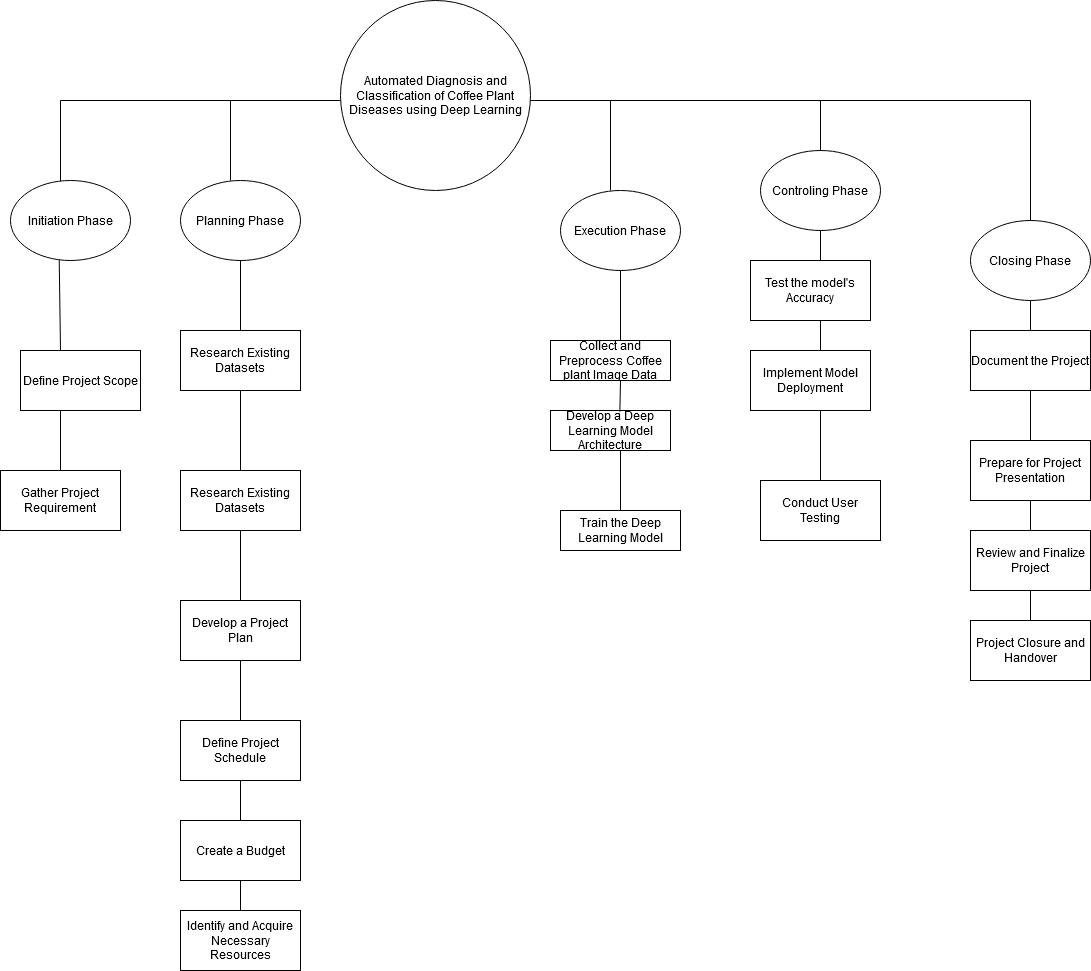 Automated Diagnosis and
Classification of Coffee Plant
Diseases using Deep Learning
Initiation Phase
Define Project Scope
Gather Project
Requirement
Planning Phase
Research Existing
Datasets
Research Existing
Datasets
Develop a Project
Plan
Define Project
Schedule
Create a Budget
Identify and Acquire
Necessary
Resources
Execution Phase
Collect and
Preprocess Coffee
plant Image Data
Develop a Deep
Learning Model
Architecture
Train the Deep
Learning Model
Controling Phase
Test the model's
Accuracy
Implement Model
Deployment
Conduct User
Testing
Closing Phase
Document the Project
Prepare for Project
Presentation
Review and Finalize
Project
Project Closure and
Handover